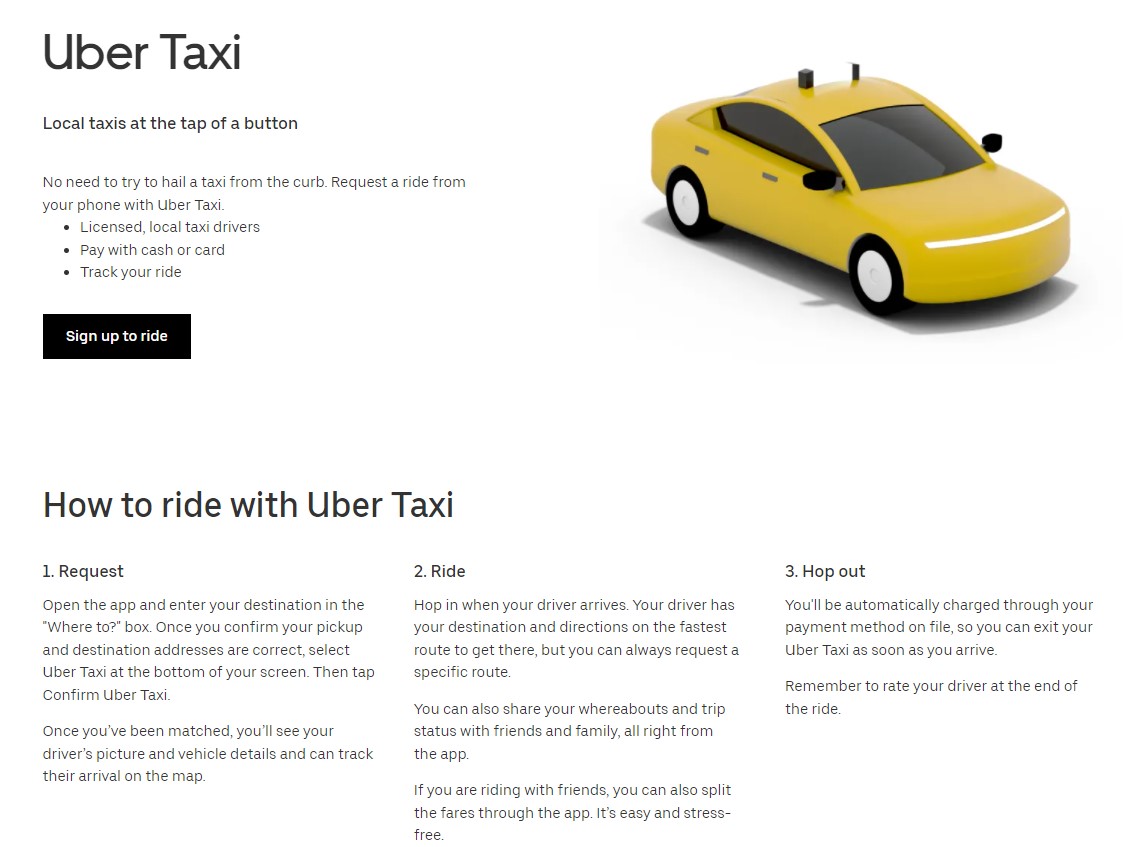 Uber Taxi
Local taxis at the tap of a button
No need to try to hail a taxi from the curb. Request a ride from
your phone with Uber Taxi.
• Licensed, local taxi drivers
• Pay with cash or card
• Track your ride
Sign up to ride
How to ride with Uber Taxi
1. Request
Open the app and enter your destination in the
"Where to?" box. Once you confirm your pickup
and destination addresses are correct, select
Uber Taxi at the bottom of your screen. Then tap
Confirm Uber Taxi.
Once you’ve been matched, you’ll see your
driver’s picture and vehicle details and can track
their arrival on the map.
2. Ride
Hop in when your driver arrives. Your driver has
your destination and directions on the fastest
route to get there, but you can always request a
specific route.
You can also share your whereabouts and trip
status with friends and family, all right from
the app.
If you are riding with friends, you can also split
the fares through the app. It’s easy and stress-
free.
3. Hop out
You'll be automatically charged through your
payment method on file, so you can exit your
Uber Taxi as soon as you arrive.
Remember to rate your driver at the end of
the ride.